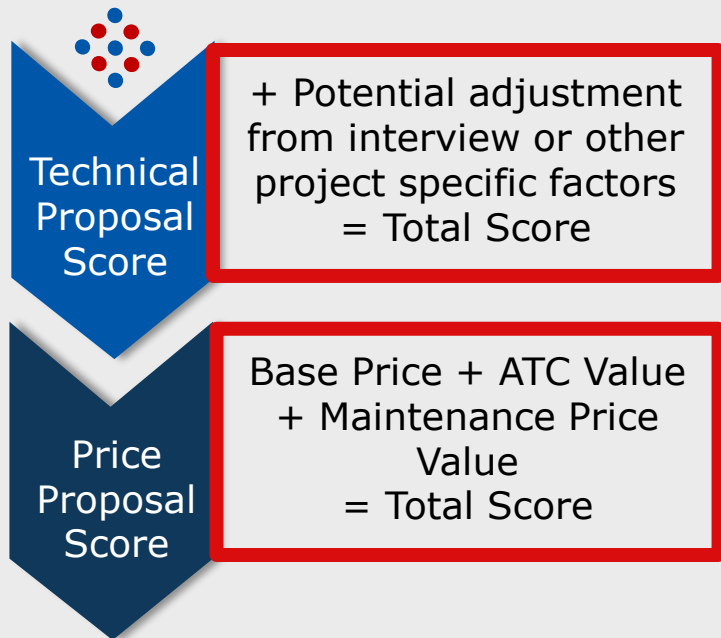 Technical
Proposal
Score
+ Potential adjustment
from interview or other
project specific factors
= Total Score
Price
Proposal
Score
Base Price + ATC Value
+ Maintenance Price
Value
= Total Score